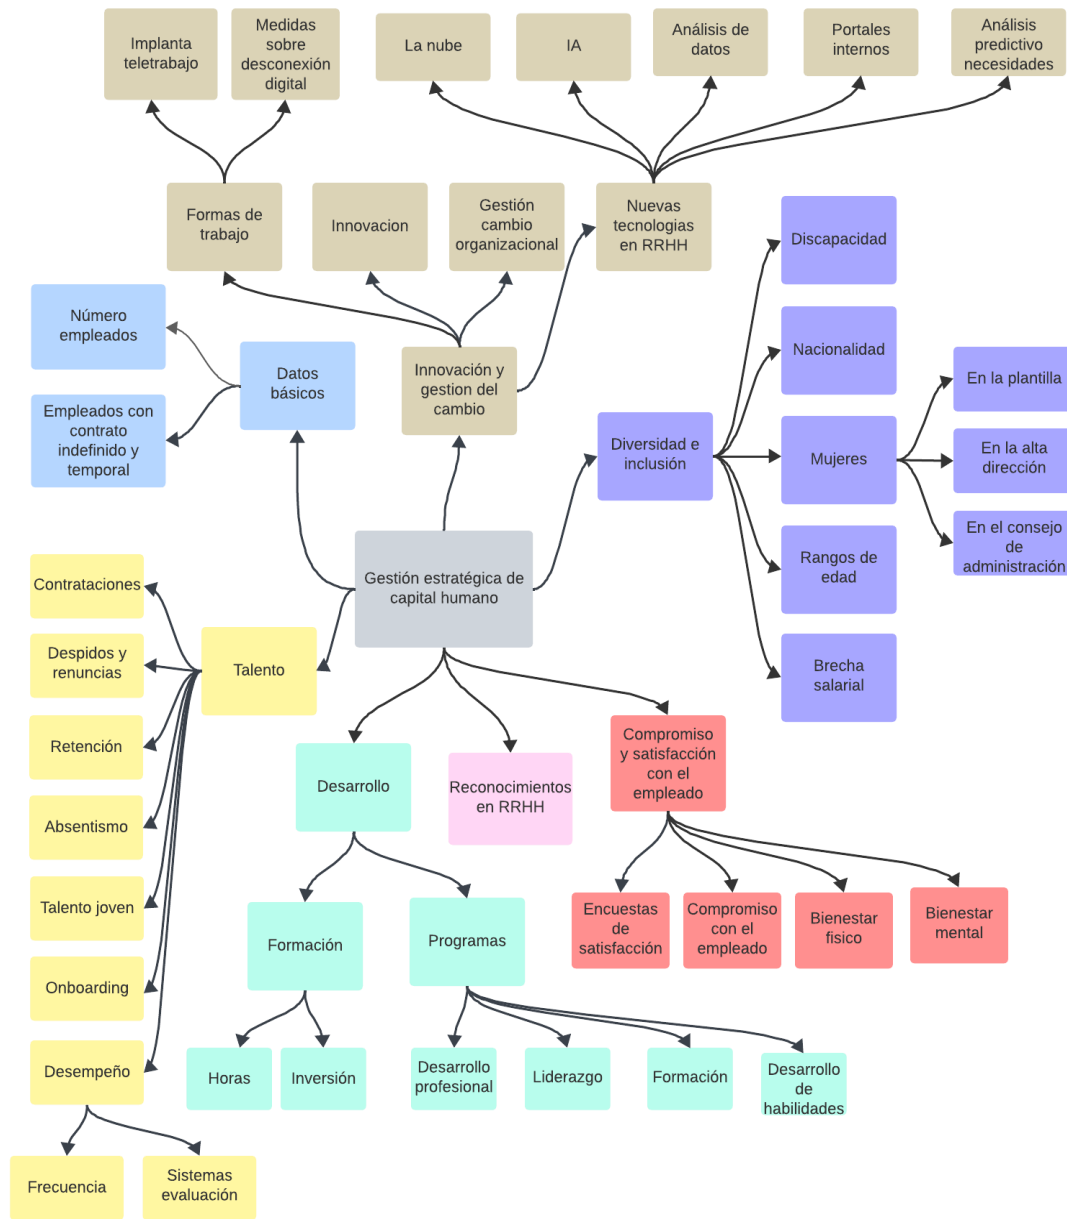 Implanta
teletrabajo
Medidas
sobre
desconexión
digital
La nube
IA
Análisis de
datos
Portales
internos
Análisis
predictivo
necesidades
Formas de
trabajo
Innovacion
Gestión
cambio
organizacional
Nuevas
tecnologías
en RRHH
Discapacidad
Número
empleados
Datos
básicos
Innovación y
gestion del
cambio
Nacionalidad
Empleados con
contrato
indefinido y
temporal
Diversidad e
inclusión
Mujeres
En la plantilla
En la alta
dirección
En el consejo
de
administración
Rangos de
edad
Brecha
salarial
Gestión estratégica de
capital humano
Contrataciones
Despidos y
renuncias
Talento
Retención
Absentismo
Talento joven
Onboarding
Desempeño
Frecuencia
Sistemas
evaluación
Desarrollo
Reconocimientos
en RRHH
Compromiso
y satisfacción
con el
empleado
Formación
Programas
Encuestas
de
satisfacción
Compromiso
con el
empleado
Bienestar
fisico
Bienestar
mental
Horas
Inversión
Desarrollo
profesional
Liderazgo
Formación
Desarrollo
de
habilidades